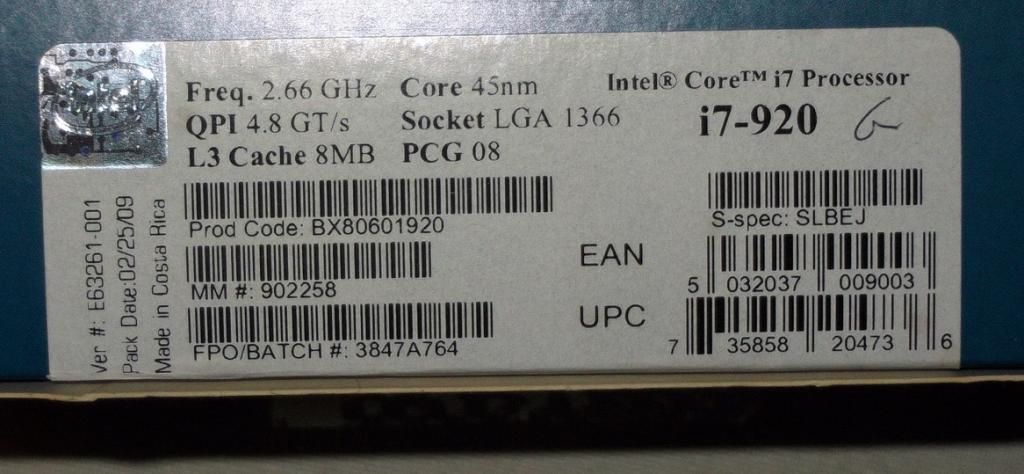 Freq. 2.66 GHz Core 45nm
QPI 4.8 GT/s Socket LGA 1366
L3 Cache 8MB PCG 08
Intel® Core™ i7 Processor
i7-920
Prod Code: BX80601920
MM #: 902258
FPO/BATCH #: 3847A764
S-spec: SLBEJ
EAN
5 032037 009003
UPC
7 35858 20473 6
Ver #: E63261-001
Pack Date:02/25/09
Made in Costa Rica